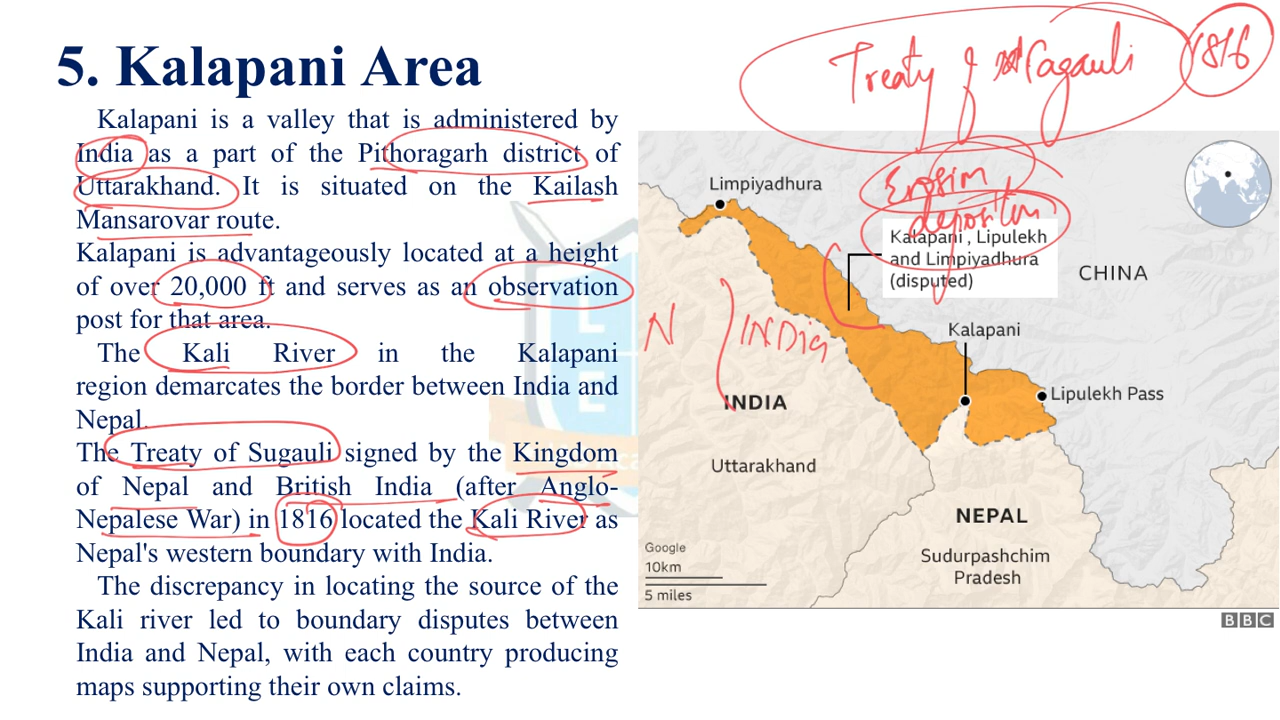 5. Kalapani Area
Kalapani is a valley that is administered by
India as a part of the Pithoragarh district of
Uttarakhand. It is situated on the Kailash
Mansarovar route.
Kalapani is advantageously located at a height
of over 20,000 ft and serves as an observation
post for that area.
The Kali River in the Kalapani
region demarcates the border between India and
Nepal.
The Treaty of Sugauli signed by the Kingdom
of Nepal and British India (after Anglo-
Nepalese War) in 1816 located the Kali River as
Nepal's western boundary with India.
The discrepancy in locating the source of the
Kali river led to boundary disputes between
India and Nepal, with each country producing
maps supporting their own claims.
Treaty of 1816
Erosion
deposition
Limpiyadhura
Kalapani , Lipulekh
and Limpiyadhura
(disputed)
CHINA
Kalapani
N INDIA
Lipulekh Pass
INDIA
Uttarakhand
NEPAL
Sudurpashchim
Pradesh
Google
10km
5 miles
BBC